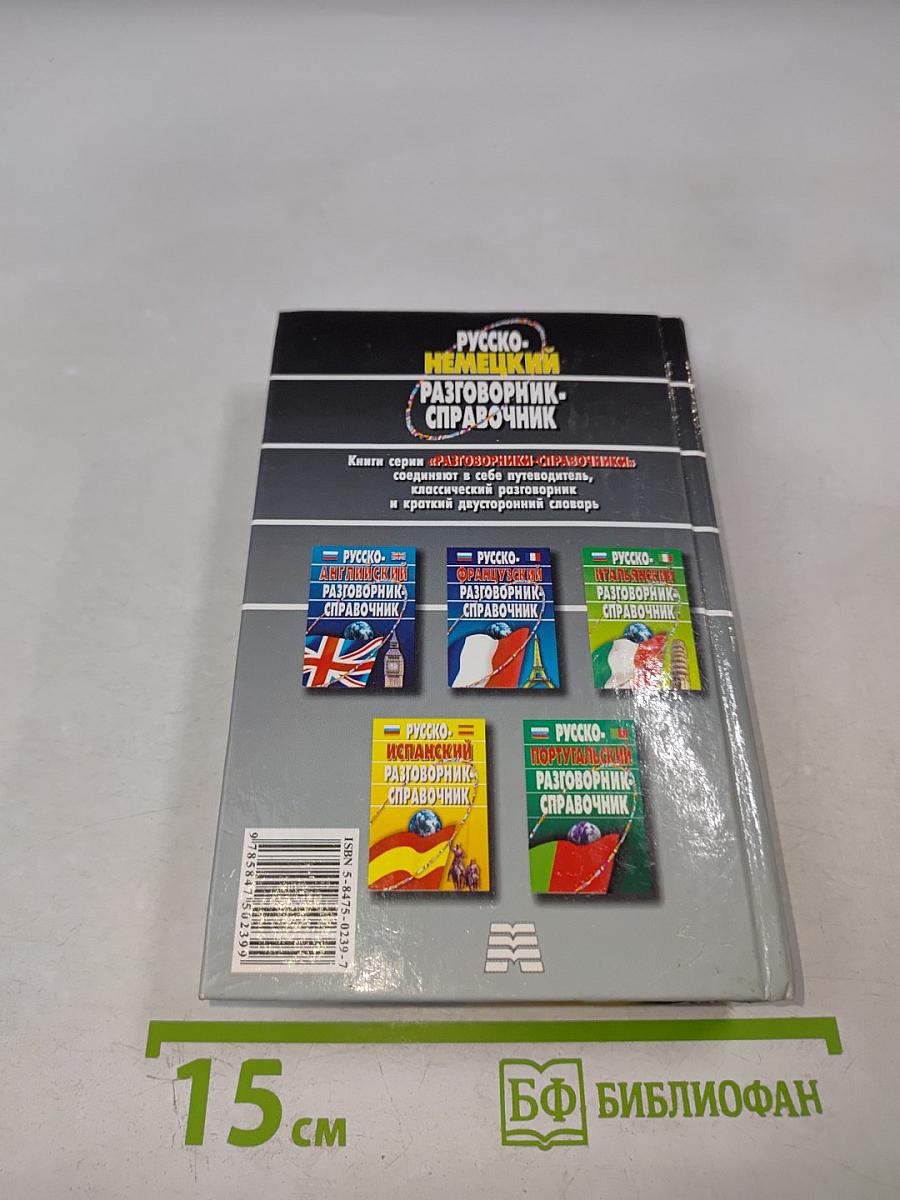 РУССКО-
НЕМЕЦКИЙ
РАЗГОВОРНИК-
СПРАВОЧНИК
Книги серии «РАЗГОВОРНИКИ-СПРАВОЧНИКИ»
соединяют в себе путеводитель,
классический разговорник
и краткий двусторонний словарь
РУССКО-
АНГЛИЙСКИЙ
РАЗГОВОРНИК-
СПРАВОЧНИК
РУССКО-
ФРАНЦУЗСКИЙ
РАЗГОВОРНИК-
СПРАВОЧНИК
РУССКО-
ИТАЛЬЯНСКИЙ
РАЗГОВОРНИК-
СПРАВОЧНИК
РУССКО-
ИСПАНСКИЙ
РАЗГОВОРНИК-
СПРАВОЧНИК
РУССКО-
ПОРТУГАЛЬСКИЙ
РАЗГОВОРНИК-
СПРАВОЧНИК
ISBN 5-8475-0239-7
9785847502399
15 см
БФ БИБЛИОФАН